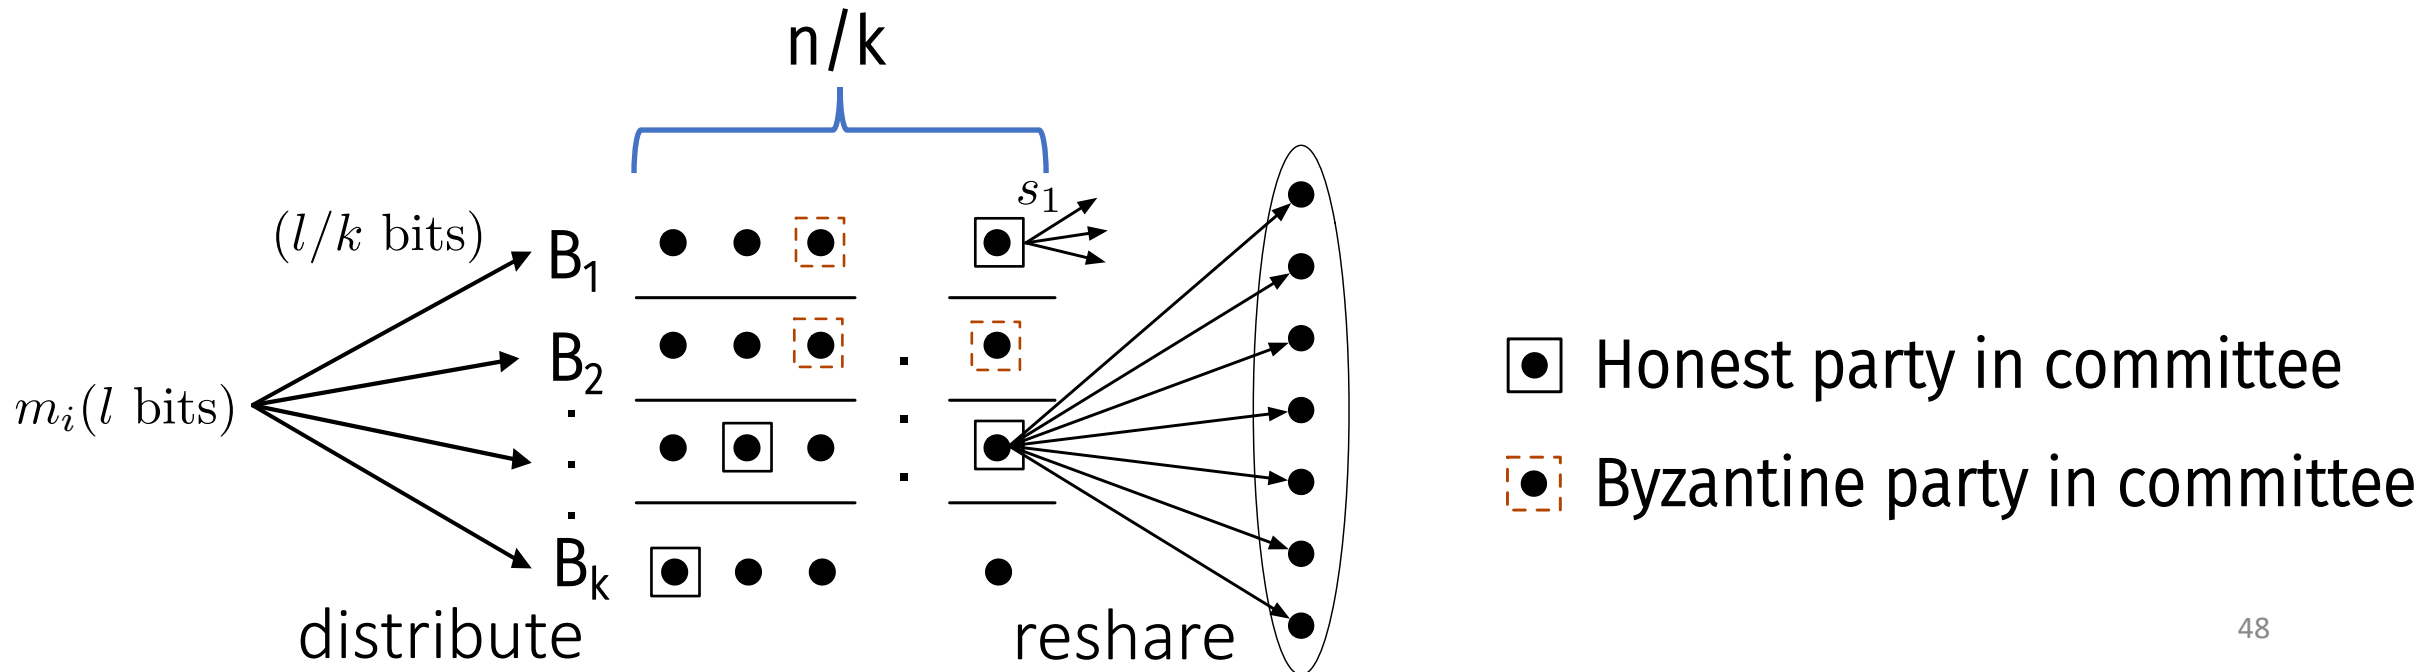 n/k
s₁
(l/k bits)
B₁
B₂
mᵢ(l bits)
Bₖ
distribute
reshare
Honest party in committee
Byzantine party in committee
48